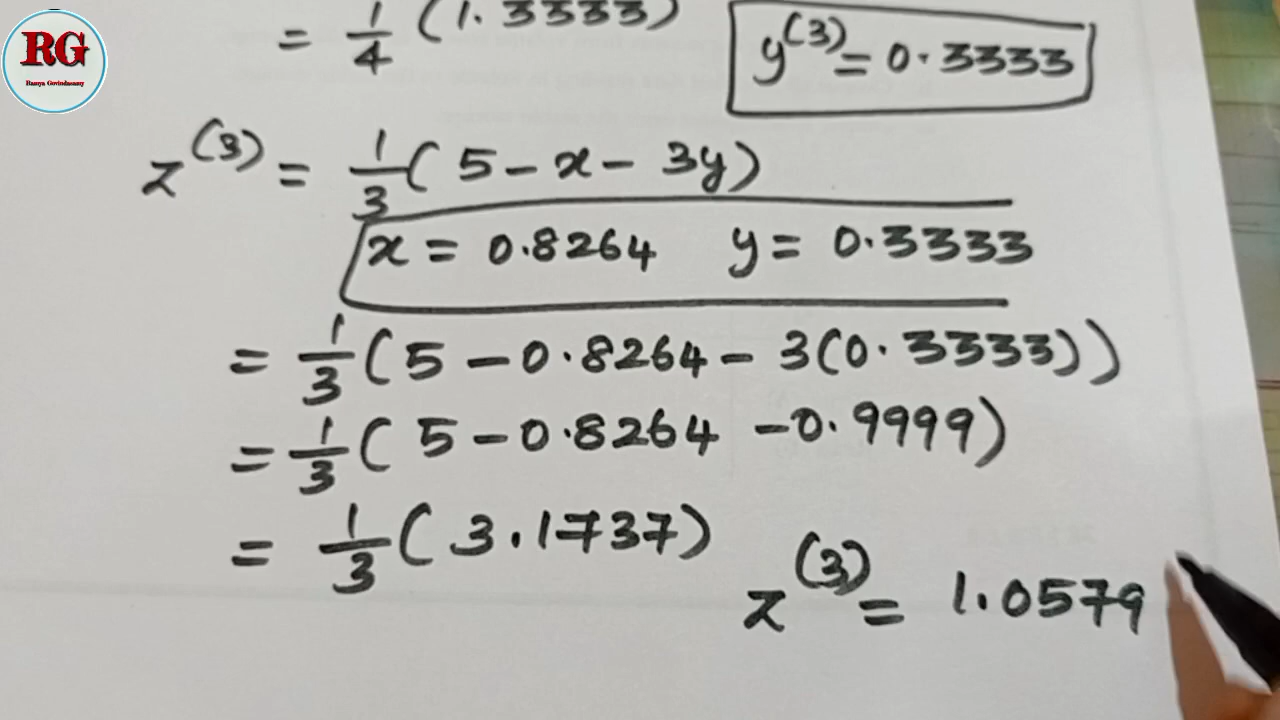 RG
Ramya Govindasamy
= 1/4 (1.3333)
y^(3) = 0.3333
z^(3) = 1/3 (5 - x - 3y)
x = 0.8264 y = 0.3333
= 1/3 (5 - 0.8264 - 3(0.3333))
= 1/3 (5 - 0.8264 - 0.9999)
= 1/3 (3.1737)
z^(3) = 1.0579